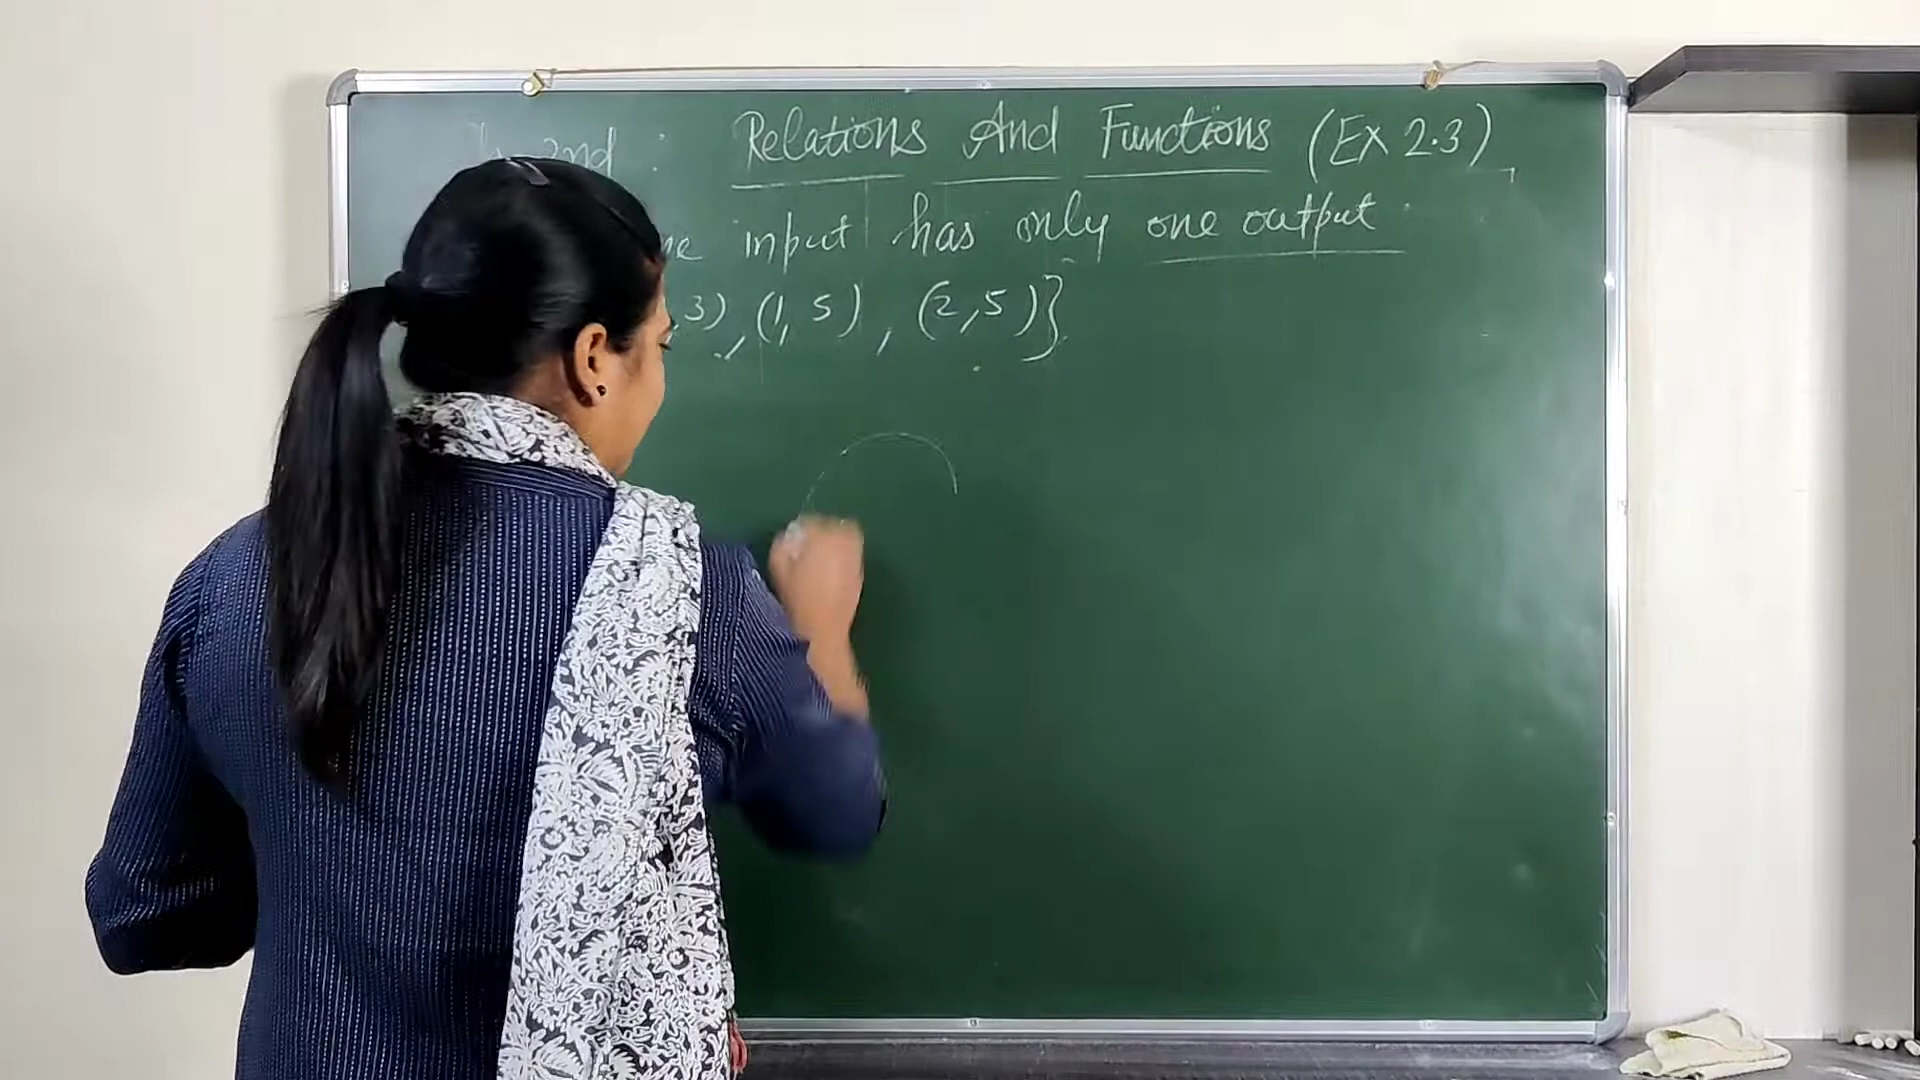 2nd : Relations And Functions (Ex 2.3)
input has only one output
,3), (1, 5), (2,5)}